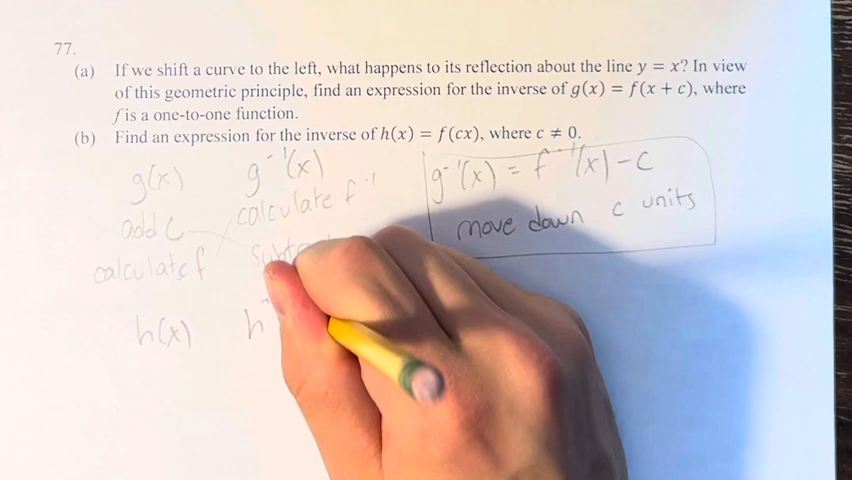 77.
(a) If we shift a curve to the left, what happens to its reflection about the line y = x? In view
of this geometric principle, find an expression for the inverse of g(x) = f(x + c), where
f is a one-to-one function.
(b) Find an expression for the inverse of h(x) = f(cx), where c ≠ 0.
g(x) g⁻¹(x) g⁻¹(x) = f⁻¹(x) - c
add c calculate f⁻¹ move down c units
calculate f
h(x) h